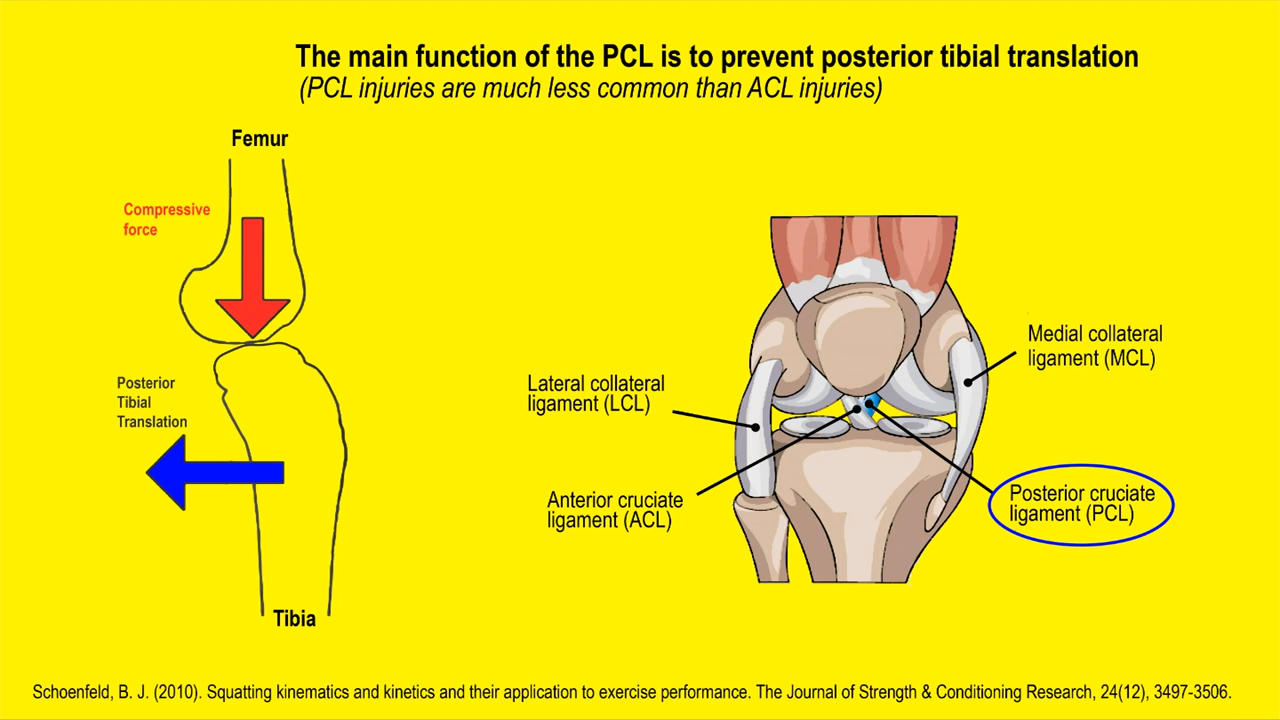 The main function of the PCL is to prevent posterior tibial translation
(PCL injuries are much less common than ACL injuries)
Femur
Compressive
force
Posterior
Tibial
Translation
Tibia
Lateral collateral
ligament (LCL)
Anterior cruciate
ligament (ACL)
Medial collateral
ligament (MCL)
Posterior cruciate
ligament (PCL)
Schoenfeld, B. J. (2010). Squatting kinematics and kinetics and their application to exercise performance. The Journal of Strength & Conditioning Research, 24(12), 3497-3506.